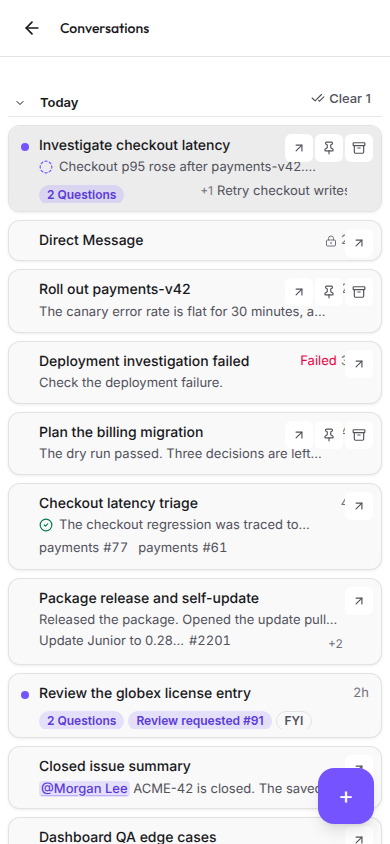 Conversations
Today
Clear 1
Investigate checkout latency
Checkout p95 rose after payments-v42....
2 Questions
+1 Retry checkout writes
Direct Message
Roll out payments-v42
The canary error rate is flat for 30 minutes, a...
Deployment investigation failed
Failed 3
Check the deployment failure.
Plan the billing migration
The dry run passed. Three decisions are left...
Checkout latency triage
The checkout regression was traced to...
payments #77 payments #61
Package release and self-update
Released the package. Opened the update pull...
Update Junior to 0.28... #2201
+2
Review the globex license entry
2h
2 Questions Review requested #91 FYI
Closed issue summary
@Morgan Lee ACME-42 is closed. The saved
Dashboard QA edge cases